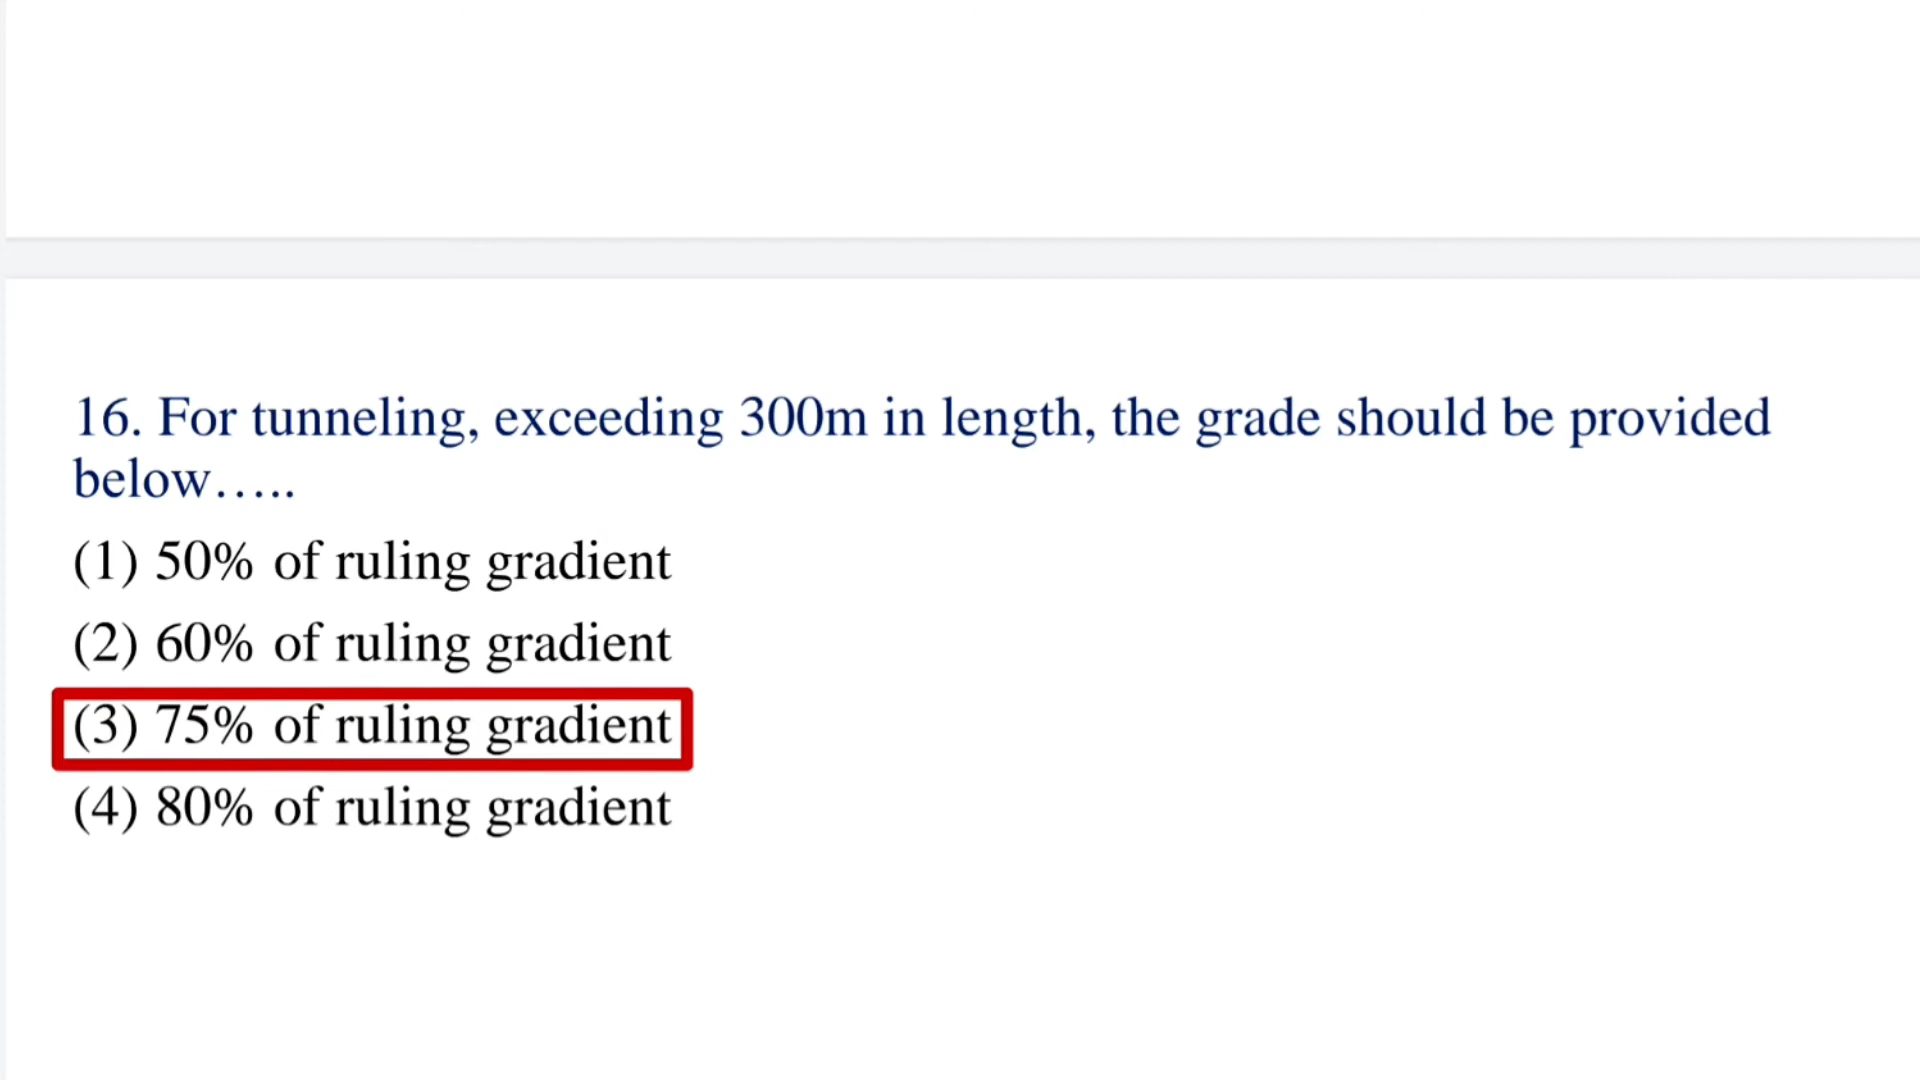 16. For tunneling, exceeding 300m in length, the grade should be provided
below…..
(1) 50% of ruling gradient
(2) 60% of ruling gradient
(3) 75% of ruling gradient
(4) 80% of ruling gradient